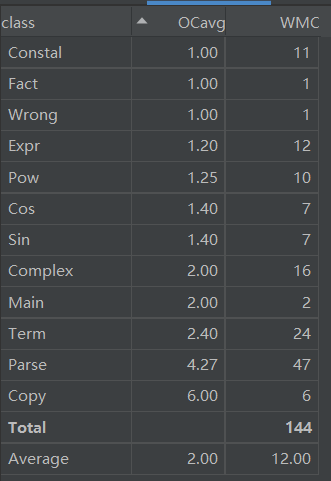 class OCavg WMC
Constal 1.00 11
Fact 1.00 1
Wrong 1.00 1
Expr 1.20 12
Pow 1.25 10
Cos 1.40 7
Sin 1.40 7
Complex 2.00 16
Main 2.00 2
Term 2.40 24
Parse 4.27 47
Copy 6.00 6
Total 144
Average 2.00 12.00